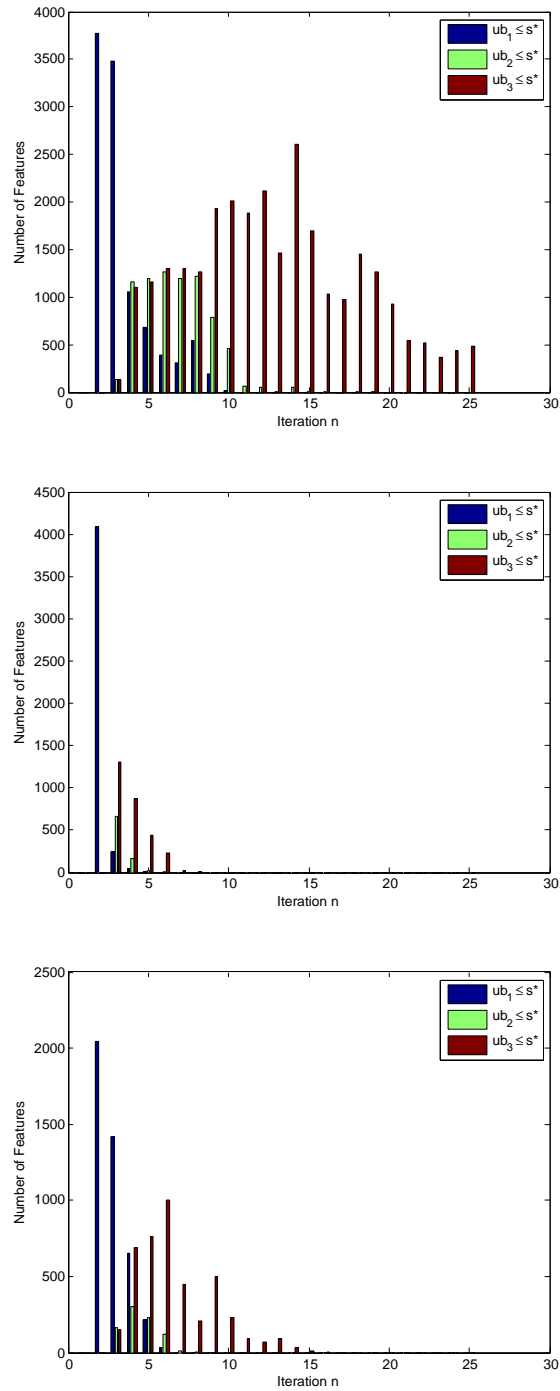 4000
3500
3000
2500
2000
1500
1000
500
0
Number of Features
0 5 10 15 20 25 30
Iteration n
ub₁ ≤ s*
ub₂ ≤ s*
ub₃ ≤ s*
4500
4000
3500
3000
2500
2000
1500
1000
500
0
Number of Features
0 5 10 15 20 25 30
Iteration n
ub₁ ≤ s*
ub₂ ≤ s*
ub₃ ≤ s*
2500
2000
1500
1000
500
0
Number of Features
0 5 10 15 20 25 30
Iteration n
ub₁ ≤ s*
ub₂ ≤ s*
ub₃ ≤ s*